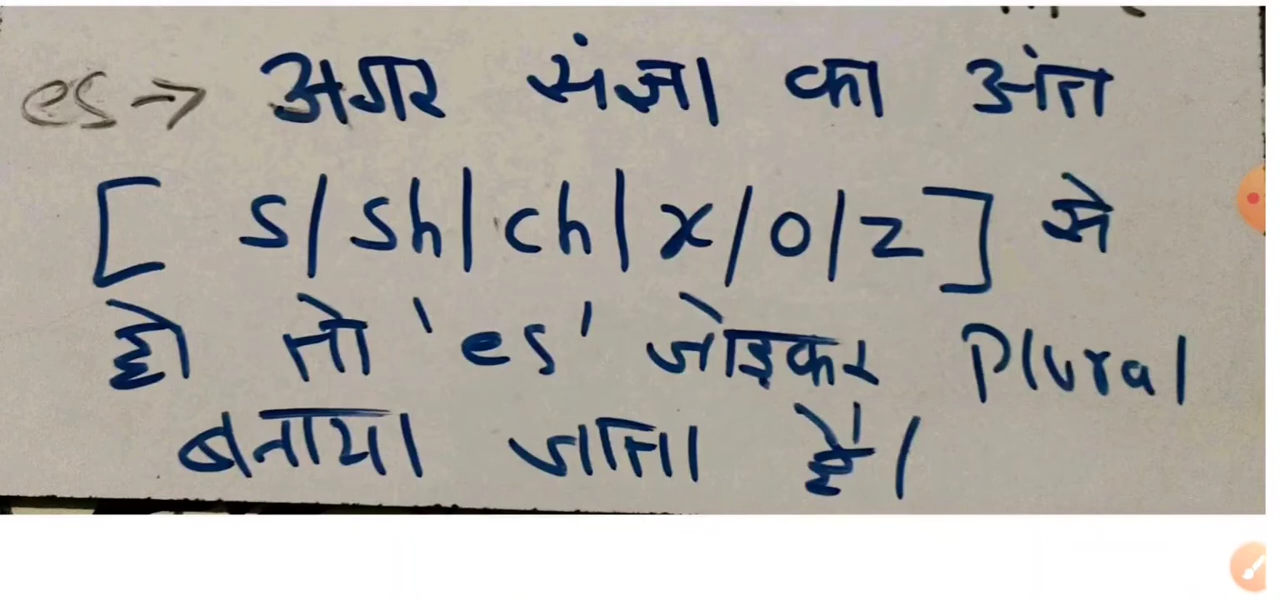 es → अगर संज्ञा का अंत
[ s/sh/ch/x/o/z ] से
हो तो 'es' जोड़कर Plural
बनाया जाता है।